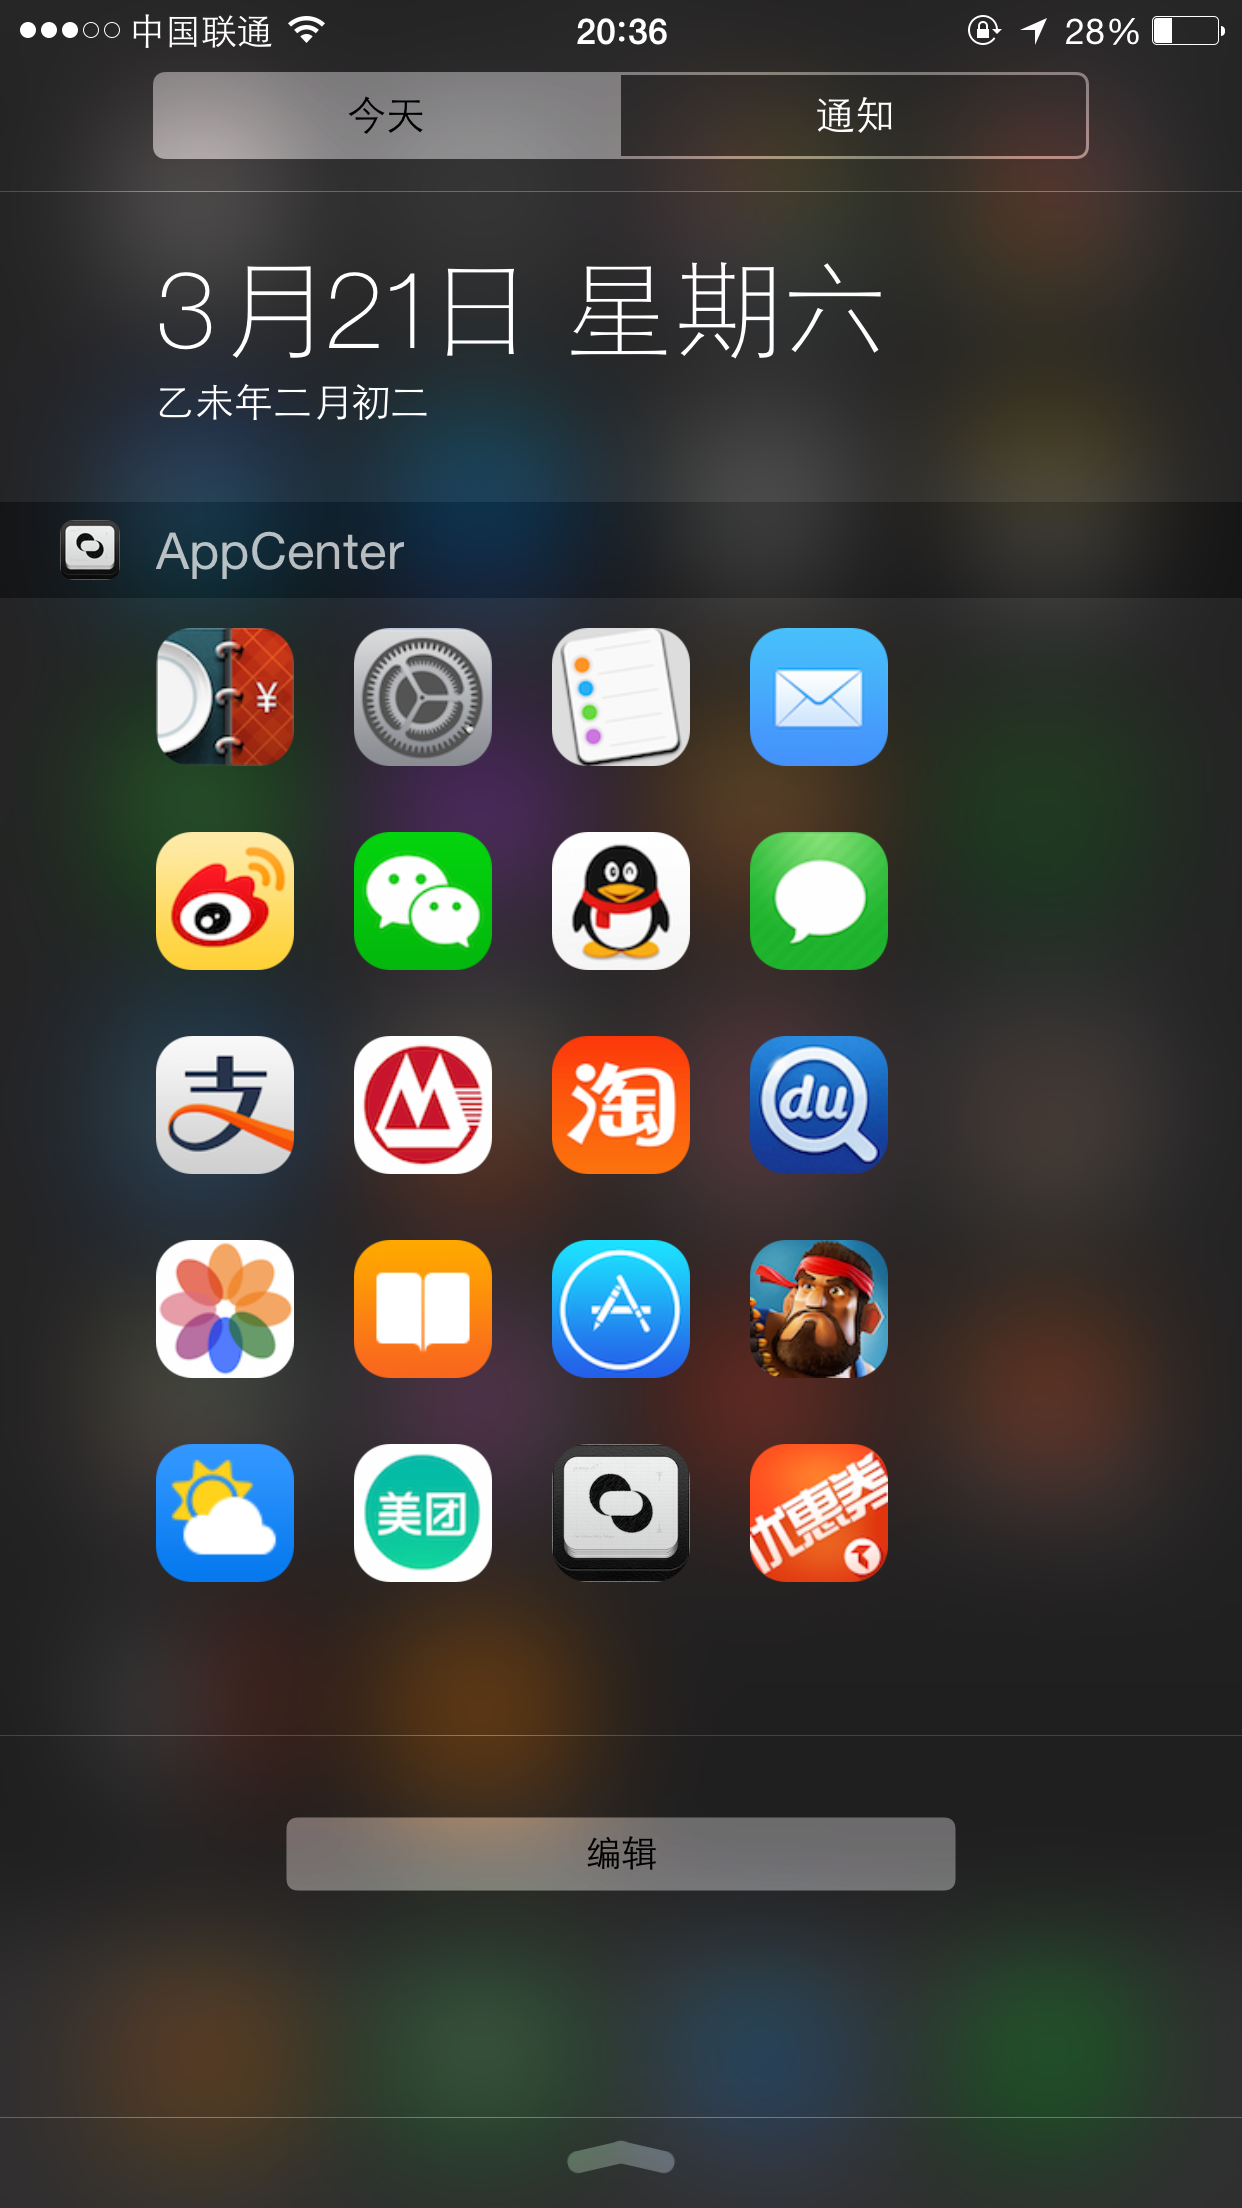 中国联通 20:36 28%
今天 通知
3月21日 星期六
乙未年二月初二
AppCenter
¥
支 淘 du
美团 优惠券
编辑